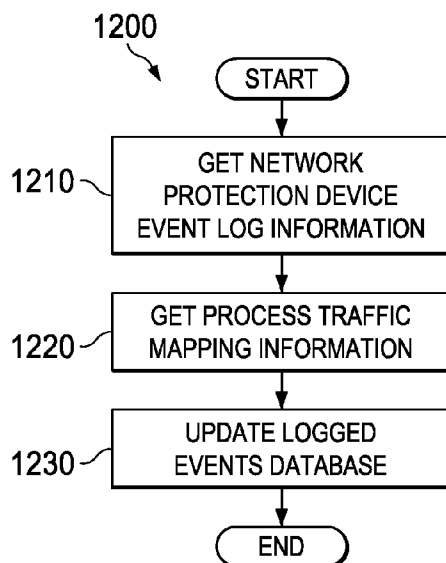 1200
START
1210
GET NETWORK
PROTECTION DEVICE
EVENT LOG INFORMATION
1220
GET PROCESS TRAFFIC
MAPPING INFORMATION
1230
UPDATE LOGGED
EVENTS DATABASE
END